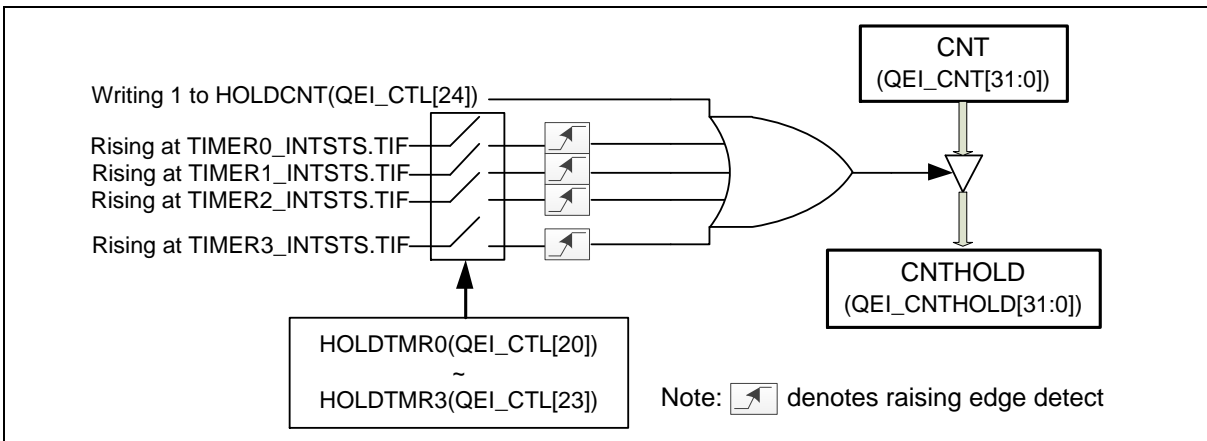 CNT
(QEI_CNT[31:0])
Writing 1 to HOLDCNT(QEI_CTL[24])
Rising at TIMER0_INTSTS.TIF
Rising at TIMER1_INTSTS.TIF
Rising at TIMER2_INTSTS.TIF
Rising at TIMER3_INTSTS.TIF
CNTHOLD
(QEI_CNTHOLD[31:0])
HOLDTMR0(QEI_CTL[20])
~
HOLDTMR3(QEI_CTL[23])
Note: denotes raising edge detect